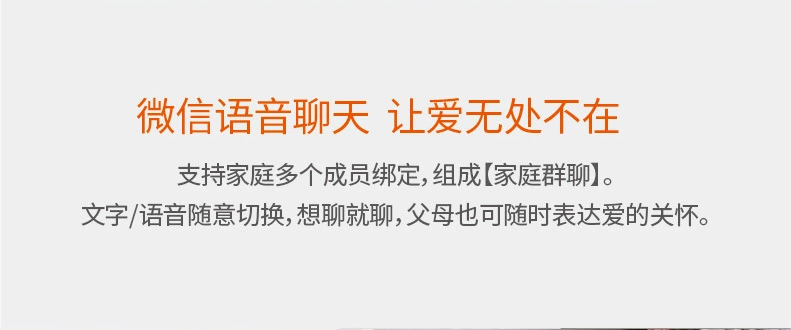 微信语音聊天 让爱无处不在
支持家庭多个成员绑定，组成【家庭群聊】。
文字/语音随意切换，想聊就聊，父母也可随时表达爱的关怀。